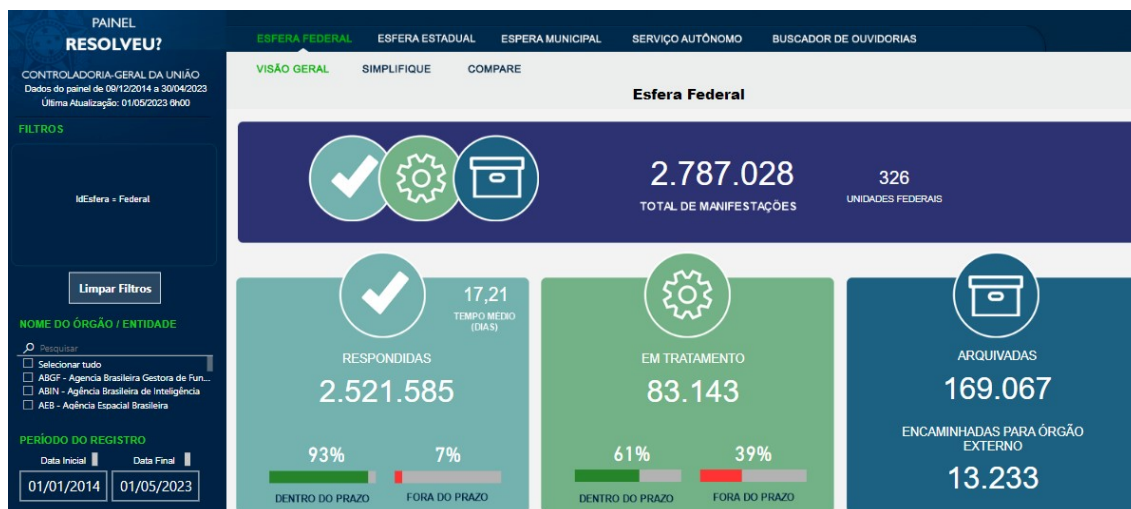 PAINEL
RESOLVEU?
CONTROLADORIA-GERAL DA UNIÃO
Dados do painel de 09/12/2014 a 30/04/2023
Última Atualização: 01/05/2023 6h00
FILTROS
IdEsfera = Federal
Limpar Filtros
NOME DO ÓRGÃO / ENTIDADE
Pesquisar
Selecionar tudo
ABGF - Agencia Brasileira Gestora de Fun...
ABIN - Agência Brasileira de Inteligência
AEB - Agência Espacial Brasileira
PERÍODO DO REGISTRO
Data Inicial Data Final
01/01/2014 01/05/2023
ESFERA FEDERAL ESFERA ESTADUAL ESPERA MUNICIPAL SERVIÇO AUTÔNOMO BUSCADOR DE OUVIDORIAS
VISÃO GERAL SIMPLIFIQUE COMPARE
Esfera Federal
2.787.028
TOTAL DE MANIFESTAÇÕES
326
UNIDADES FEDERAIS
17,21
TEMPO MÉDIO
(DIAS)
RESPONDIDAS
2.521.585
93% 7%
DENTRO DO PRAZO FORA DO PRAZO
EM TRATAMENTO
83.143
61% 39%
DENTRO DO PRAZO FORA DO PRAZO
ARQUIVADAS
169.067
ENCAMINHADAS PARA ÓRGÃO
EXTERNO
13.233